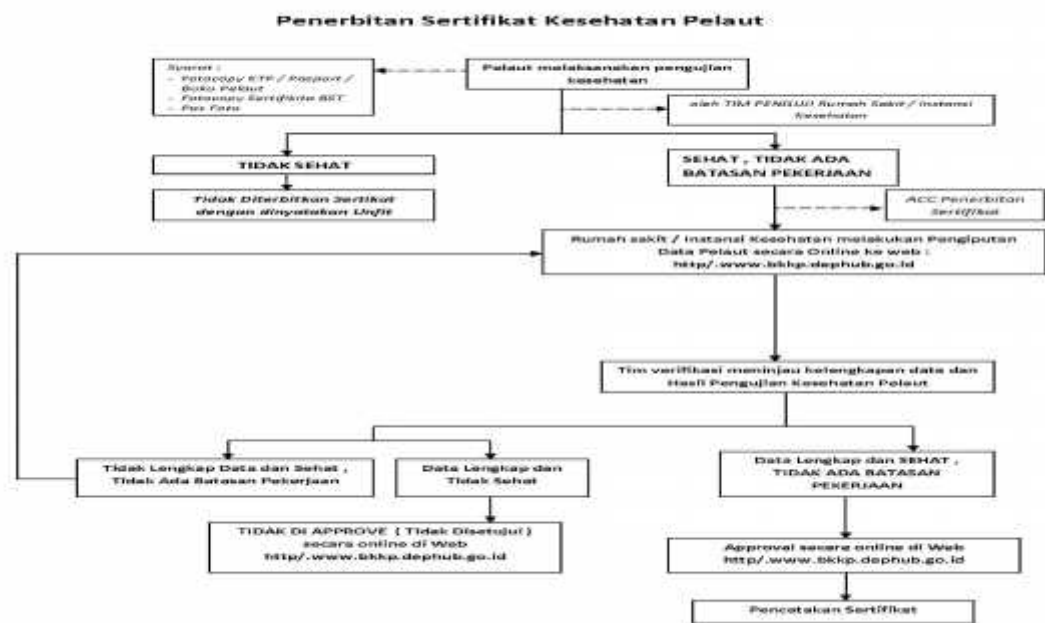 Penerbitan Sertifikat Kesehatan Pelaut
Syarat :
- Fotocopy KTP / Passport /
Buku Pelaut
- Fotocopy Sertifikta BST
- Pas Foto
Pelaut melaksanakan pengujian
kesehatan
oleh TIM PENGUJI Rumah Sakit / Instansi
Kesehatan
TIDAK SEHAT
SEHAT , TIDAK ADA
BATASAN PEKERJAAN
Tidak Diterbitkan Sertikat
dengan dinyatakan Unfit
ACC Penerbitan
Sertifikat
Rumah sakit / Instansi Kesehatan melakukan Pengiputan
Data Pelaut secara Online ke web :
http/.www.bkkp.dephub.go.id
Tim verifikasi meninjau kelengkapan data dan
Hasil Pengujian Kesehatan Pelaut
Tidak Lengkap Data dan Sehat ,
Tidak Ada Batasan Pekerjaan
Data Lengkap dan
Tidak Sehat
Data Lengkap dan SEHAT ,
TIDAK ADA BATASAN
PEKERJAAN
TIDAK DI APPROVE ( Tidak Disetujui )
secara online di Web
http/.www.bkkp.dephub.go.id
Approval secara online di Web
http/.www.bkkp.dephub.go.id
Pencetakan Sertifikat